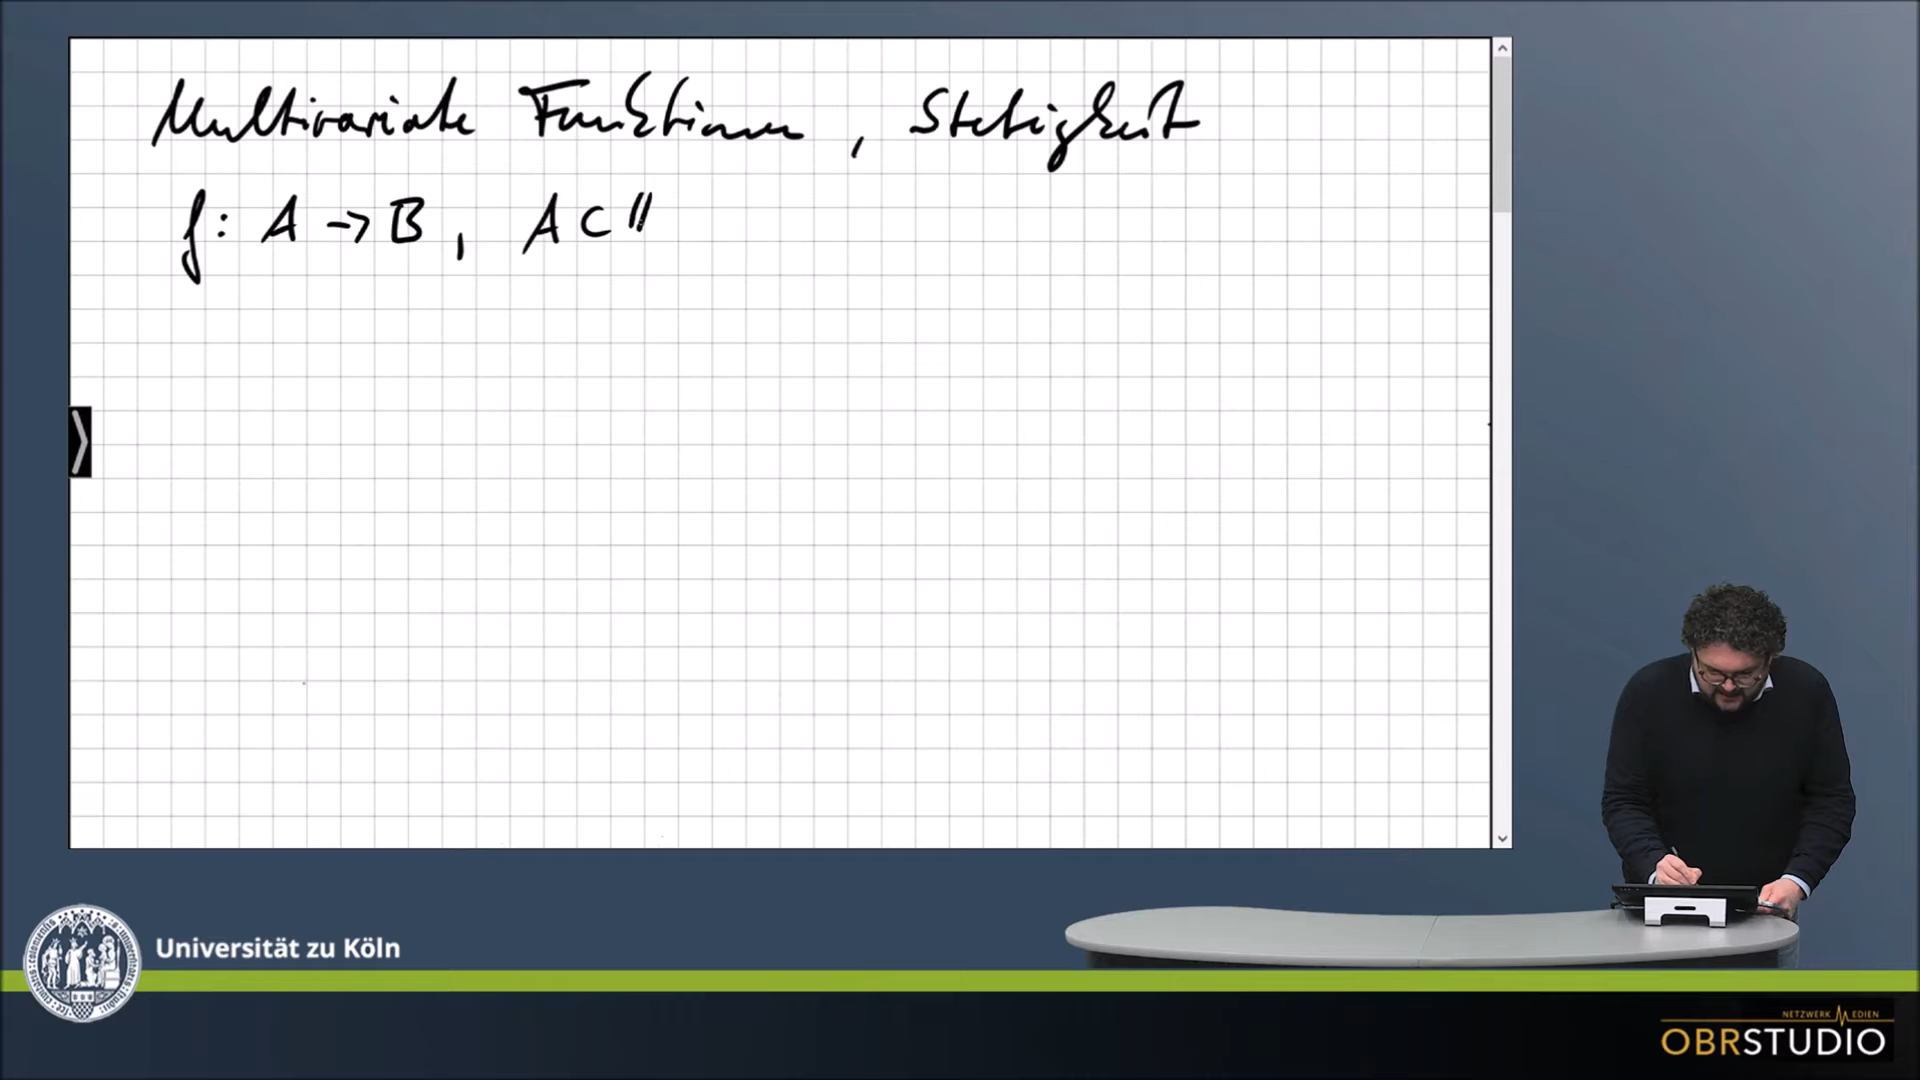 Multivariate Funktionen, Stetigkeit
f: A → B, A ⊂
Universität zu Köln
NETZWERK MEDIEN
OBRSTUDIO